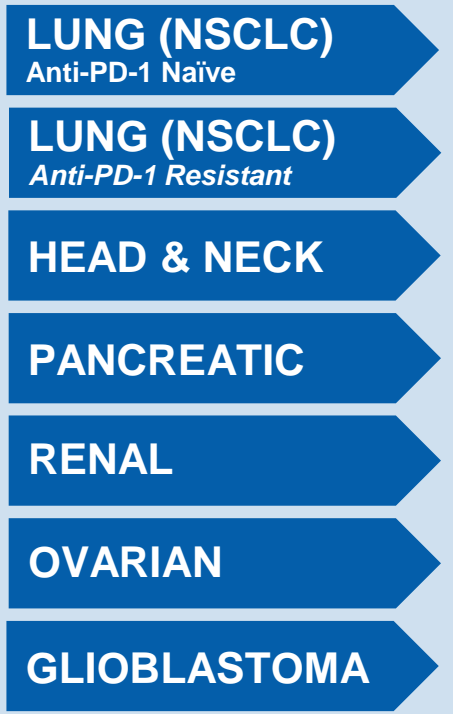 LUNG (NSCLC)
Anti-PD-1 Naïve
LUNG (NSCLC)
Anti-PD-1 Resistant
HEAD & NECK
PANCREATIC
RENAL
OVARIAN
GLIOBLASTOMA